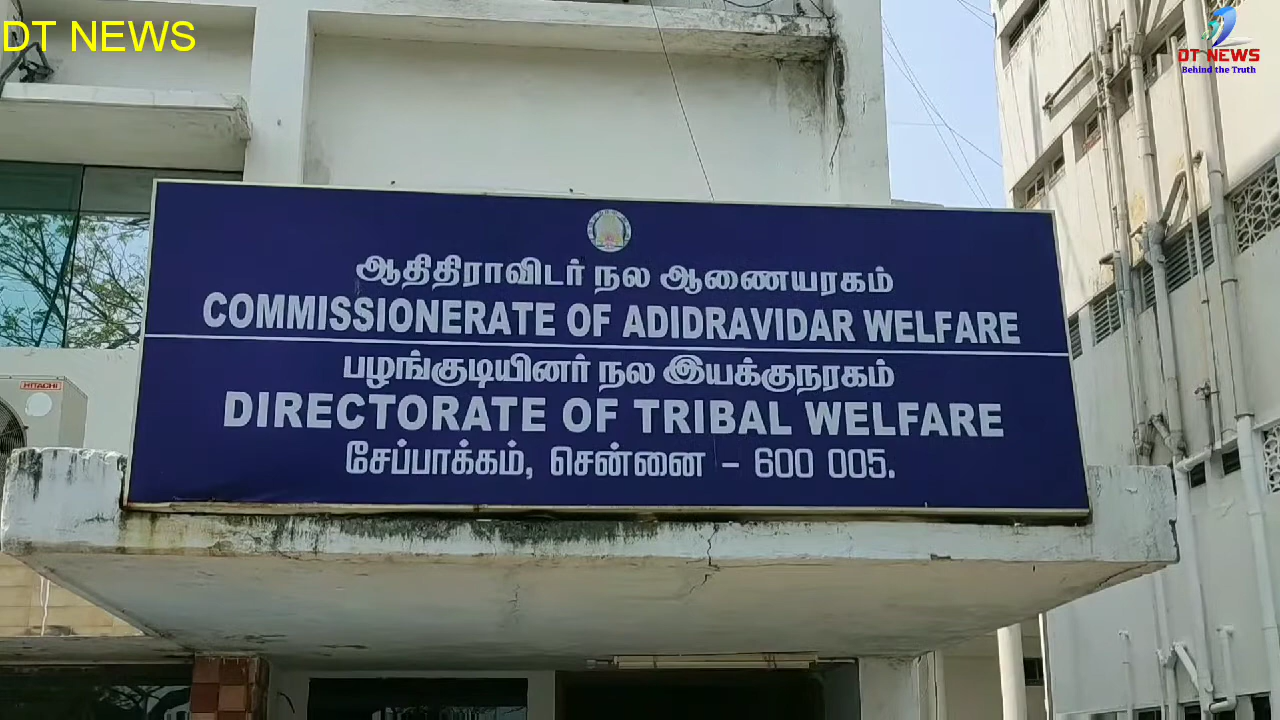 DT NEWS
DT NEWS
Behind the Truth
ஆதிதிராவிடர் நல ஆணையரகம்
COMMISSIONERATE OF ADIDRAVIDAR WELFARE
பழங்குடியினர் நல இயக்குநரகம்
DIRECTORATE OF TRIBAL WELFARE
சேப்பாக்கம், சென்னை – 600 005.
HITACHI